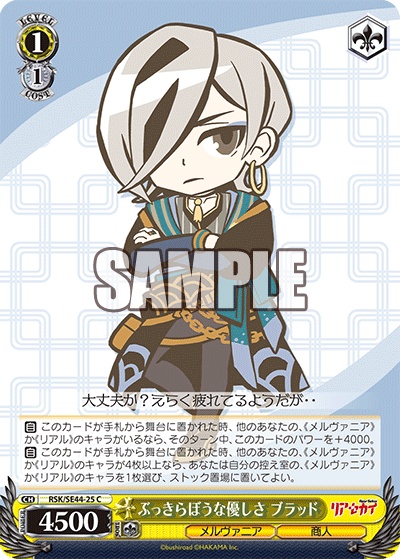 LEVEL
1
1
COST
SAMPLE
大丈夫か？えらく疲れてるようだが‥
自 このカードが手札から舞台に置かれた時、他のあなたの、《メルヴァニア》
か《リアル》のキャラがいるなら、そのターン中、このカードのパワーを＋4000。
自 このカードが手札から舞台に置かれた時、他のあなたの、《メルヴァニア》
か《リアル》のキャラが4枚以上なら、あなたは自分の《メルヴァニア》か《リアル》
のキャラを1枚選び、ストック置場に置いてよい。
CH
RSK/SE44-25 C
ぶっきらぼうな優しさ ブラッド
POWER
4500
メルヴァニア
商人
リアセカイ
©bushiroad ©HAKAMA Inc.